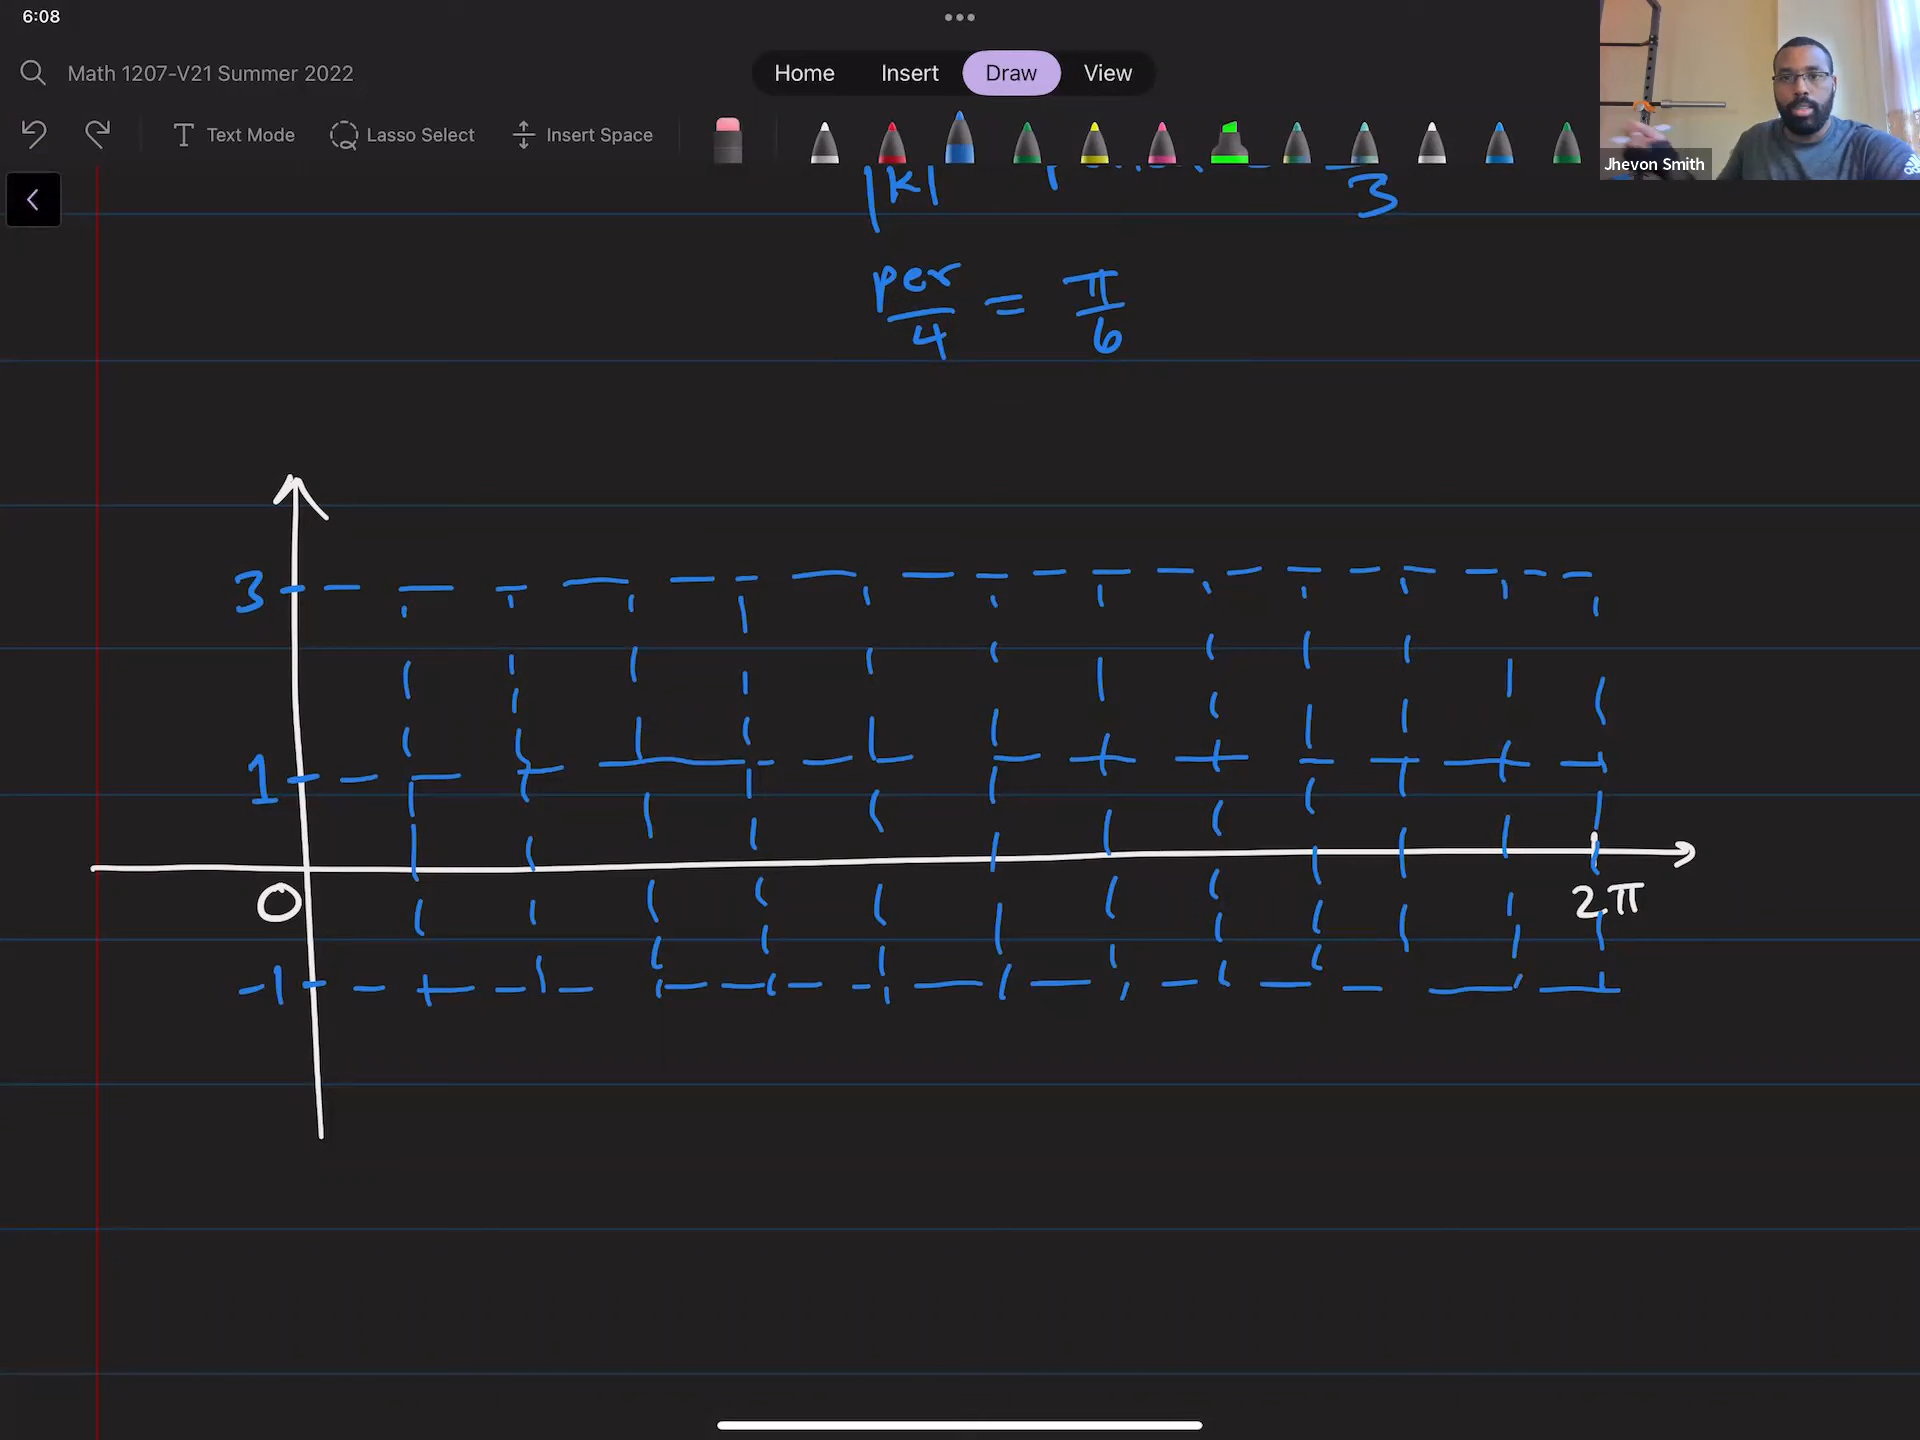 6:08
Math 1207-V21 Summer 2022
Home Insert Draw View
Text Mode Lasso Select Insert Space
Jhevon Smith
|k| 3
per/4 = π/6
3
1
0 2π
-1